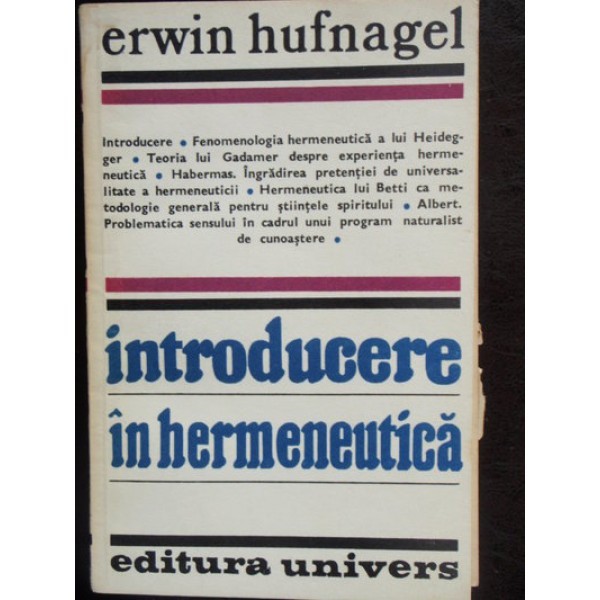 erwin hufnagel
Introducere • Fenomenologia hermeneutică a lui Heideg-
ger • Teoria lui Gadamer despre experiența herme-
neutică • Habermas. Îngrădirea pretenției de universa-
litate a hermeneuticii • Hermeneutica lui Betti ca me-
todologie generală pentru științele spiritului • Albert.
Problematica sensului în cadrul unui program naturalist
de cunoaștere •
introducere
în hermeneutică
editura univers